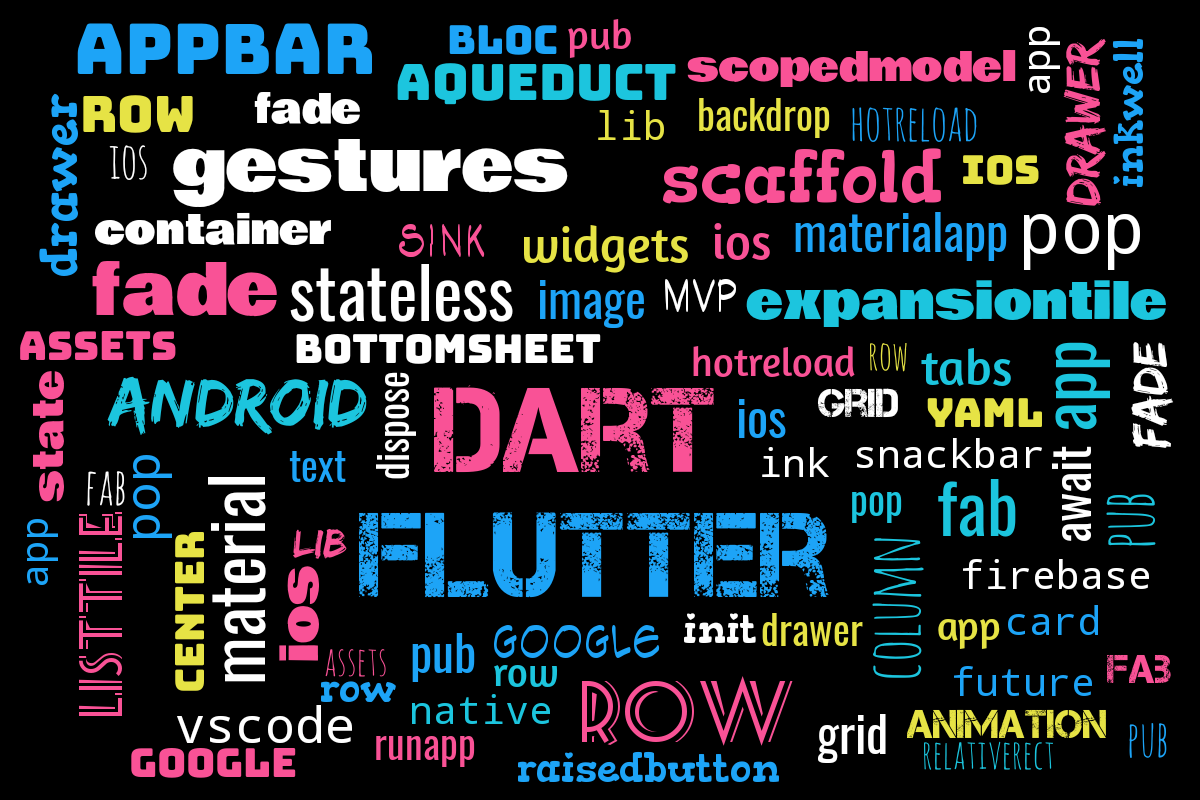 APPBAR
BLOC
pub
AQUEDUCT
scopedmodel
app
DRAWER
inkwell
drawer
ROW
fade
lib
backdrop
HOTRELOAD
IOS
gestures
scaffold
IOS
container
SINK
widgets
ios
materialapp
pop
fade
stateless
image
MVP
expansiontile
ASSETS
BOTTOMSHEET
hotreload
ROW
tabs
app
FADE
state
ANDROID
dispose
DART
ios
GRID
YAML
text
ink
snackbar
await
FAB
pop
material
pop
fab
PUB
app
LISTTILE
CENTER
ios
LIB
FLUTTER
COLUMN
firebase
init
drawer
app
card
ASSETS
pub
GOOGLE
row
row
future
FAB
native
ROW
vscode
runapp
grid
ANIMATION
RELATIVERECT
PUB
GOOGLE
raisedbutton